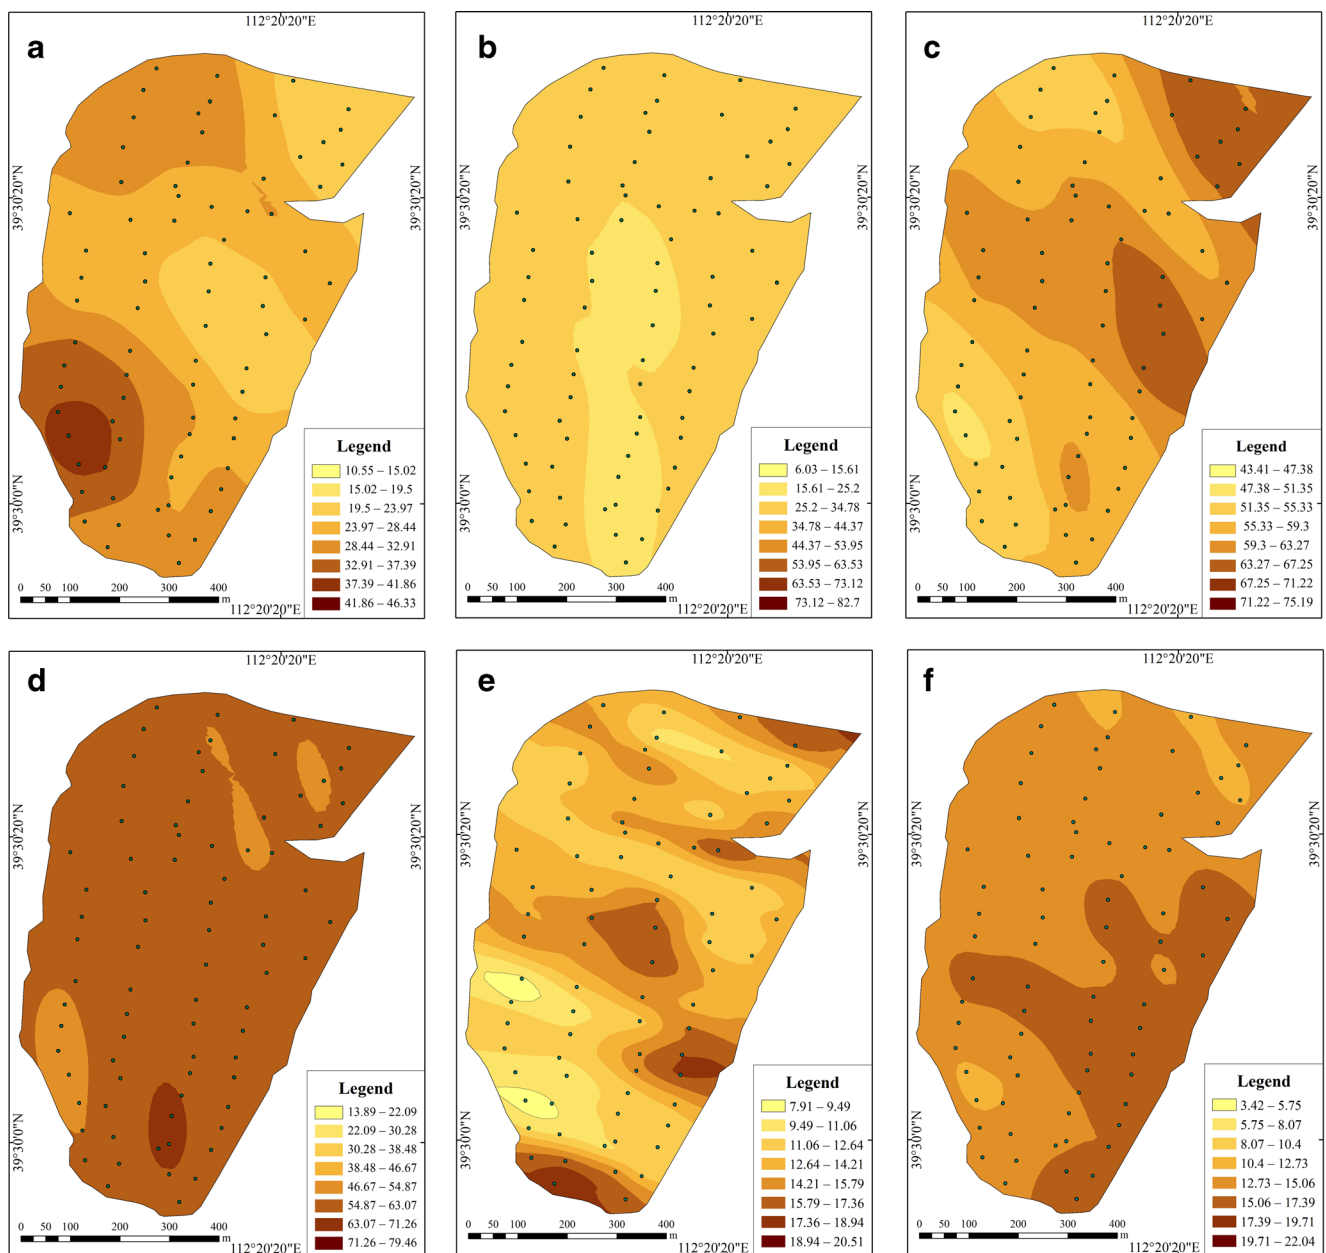 112°20'20"E
a
39°30'20"N
39°30'20"N
39°30'0"N
Legend
10.55 – 15.02
15.02 – 19.5
19.5 – 23.97
23.97 – 28.44
28.44 – 32.91
32.91 – 37.39
37.39 – 41.86
41.86 – 46.33
0 50 100 200 300 400
m
112°20'20"E
112°20'20"E
b
39°30'20"N
39°30'20"N
39°30'0"N
Legend
6.03 – 15.61
15.61 – 25.2
25.2 – 34.78
34.78 – 44.37
44.37 – 53.95
53.95 – 63.53
63.53 – 73.12
73.12 – 82.7
0 50 100 200 300 400
m
112°20'20"E
112°20'20"E
c
39°30'20"N
39°30'20"N
39°30'0"N
Legend
43.41 – 47.38
47.38 – 51.35
51.35 – 55.33
55.33 – 59.3
59.3 – 63.27
63.27 – 67.25
67.25 – 71.22
71.22 – 75.19
0 50 100 200 300 400
m
112°20'20"E
112°20'20"E
d
39°30'20"N
39°30'20"N
39°30'0"N
Legend
13.89 – 22.09
22.09 – 30.28
30.28 – 38.48
38.48 – 46.67
46.67 – 54.87
54.87 – 63.07
63.07 – 71.26
71.26 – 79.46
0 50 100 200 300 400
m
112°20'20"E
112°20'20"E
e
39°30'20"N
39°30'20"N
39°30'0"N
Legend
7.91 – 9.49
9.49 – 11.06
11.06 – 12.64
12.64 – 14.21
14.21 – 15.79
15.79 – 17.36
17.36 – 18.94
18.94 – 20.51
0 50 100 200 300 400
m
112°20'20"E
112°20'20"E
f
39°30'20"N
39°30'20"N
39°30'0"N
Legend
3.42 – 5.75
5.75 – 8.07
8.07 – 10.4
10.4 – 12.73
12.73 – 15.06
15.06 – 17.39
17.39 – 19.71
19.71 – 22.04
0 50 100 200 300 400
m
112°20'20"E